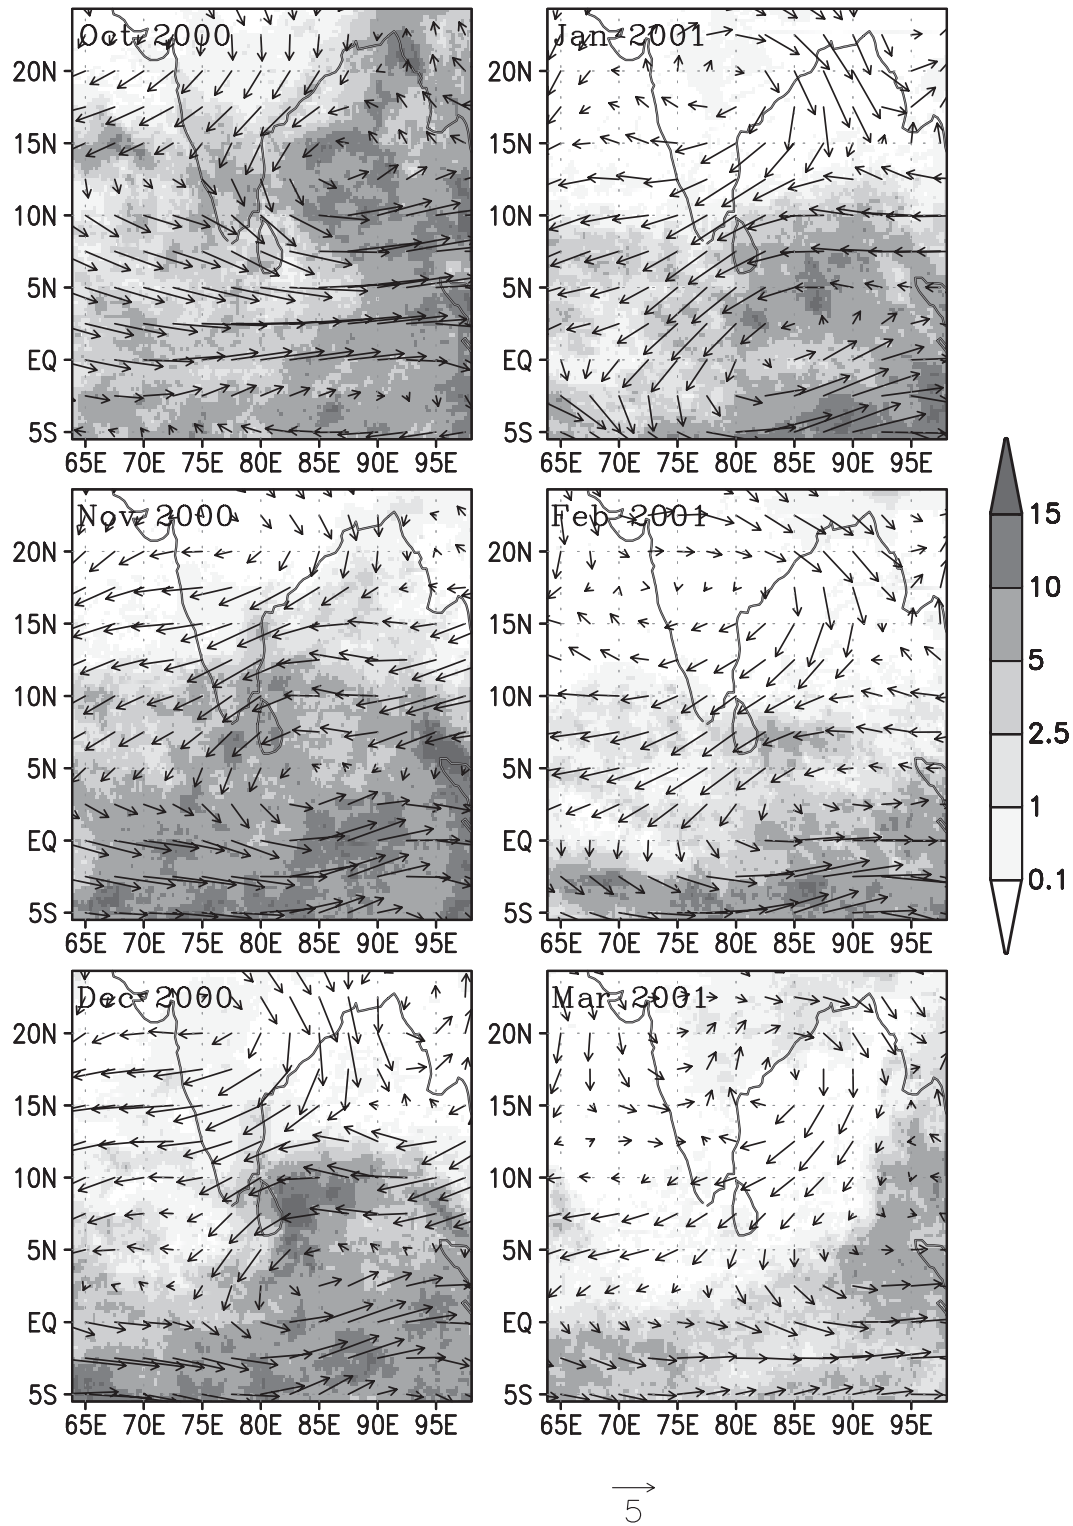 Oct 2000
20N
15N
10N
5N
EQ
5S
65E 70E 75E 80E 85E 90E 95E
Jan 2001
20N
15N
10N
5N
EQ
5S
65E 70E 75E 80E 85E 90E 95E
Nov 2000
20N
15N
10N
5N
EQ
5S
65E 70E 75E 80E 85E 90E 95E
Feb 2001
20N
15N
10N
5N
EQ
5S
65E 70E 75E 80E 85E 90E 95E
Dec 2000
20N
15N
10N
5N
EQ
5S
65E 70E 75E 80E 85E 90E 95E
Mar 2001
20N
15N
10N
5N
EQ
5S
65E 70E 75E 80E 85E 90E 95E
15
10
5
2.5
1
0.1
5